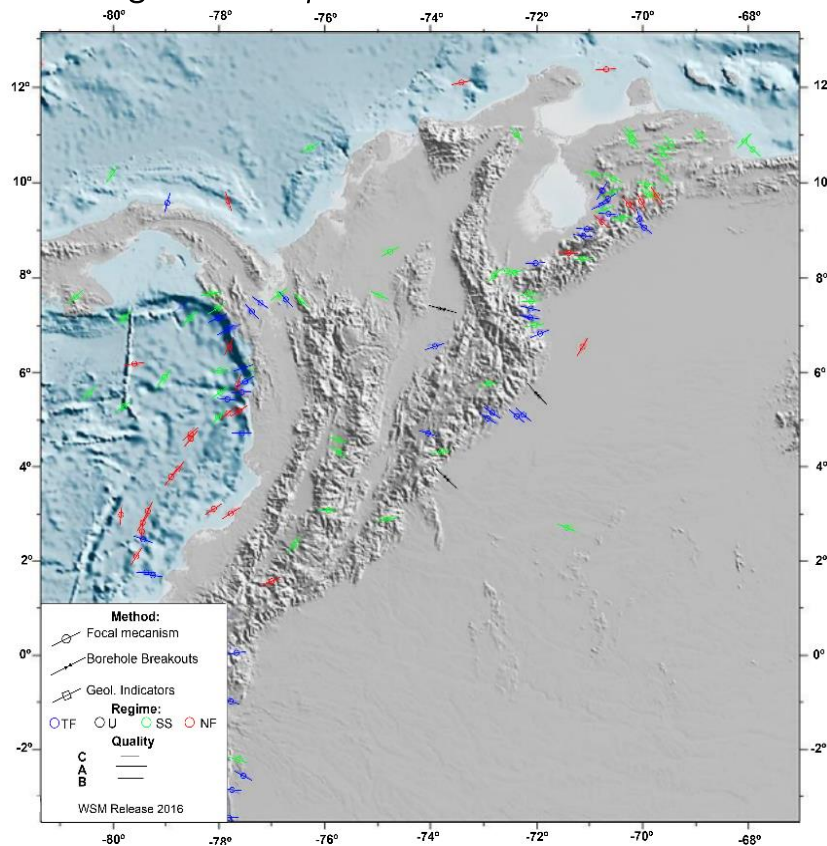 -80° -78° -76° -74° -72° -70° -68°
12° 12°
10° 10°
8° 8°
6° 6°
4° 4°
2° 2°
0° 0°
-2° -2°
-80° -78° -76° -74° -72° -70° -68°
Method:
Focal mecanism
Borehole Breakouts
Geol. Indicators
Regime:
TF U SS NF
Quality
C
A
B
WSM Release 2016